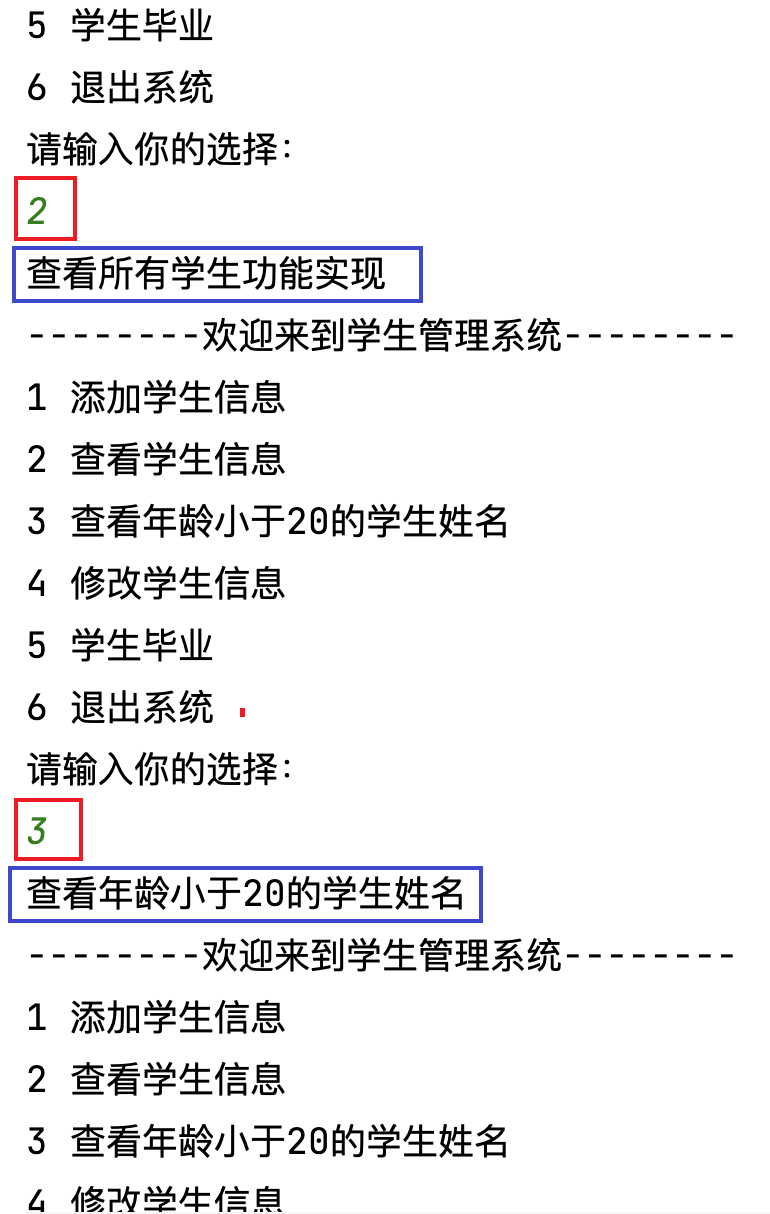 5 学生毕业
6 退出系统
请输入你的选择:
2
查看所有学生功能实现
--------欢迎来到学生管理系统--------
1 添加学生信息
2 查看学生信息
3 查看年龄小于20的学生姓名
4 修改学生信息
5 学生毕业
6 退出系统
请输入你的选择:
3
查看年龄小于20的学生姓名
--------欢迎来到学生管理系统--------
1 添加学生信息
2 查看学生信息
3 查看年龄小于20的学生姓名
4 修改学生信息